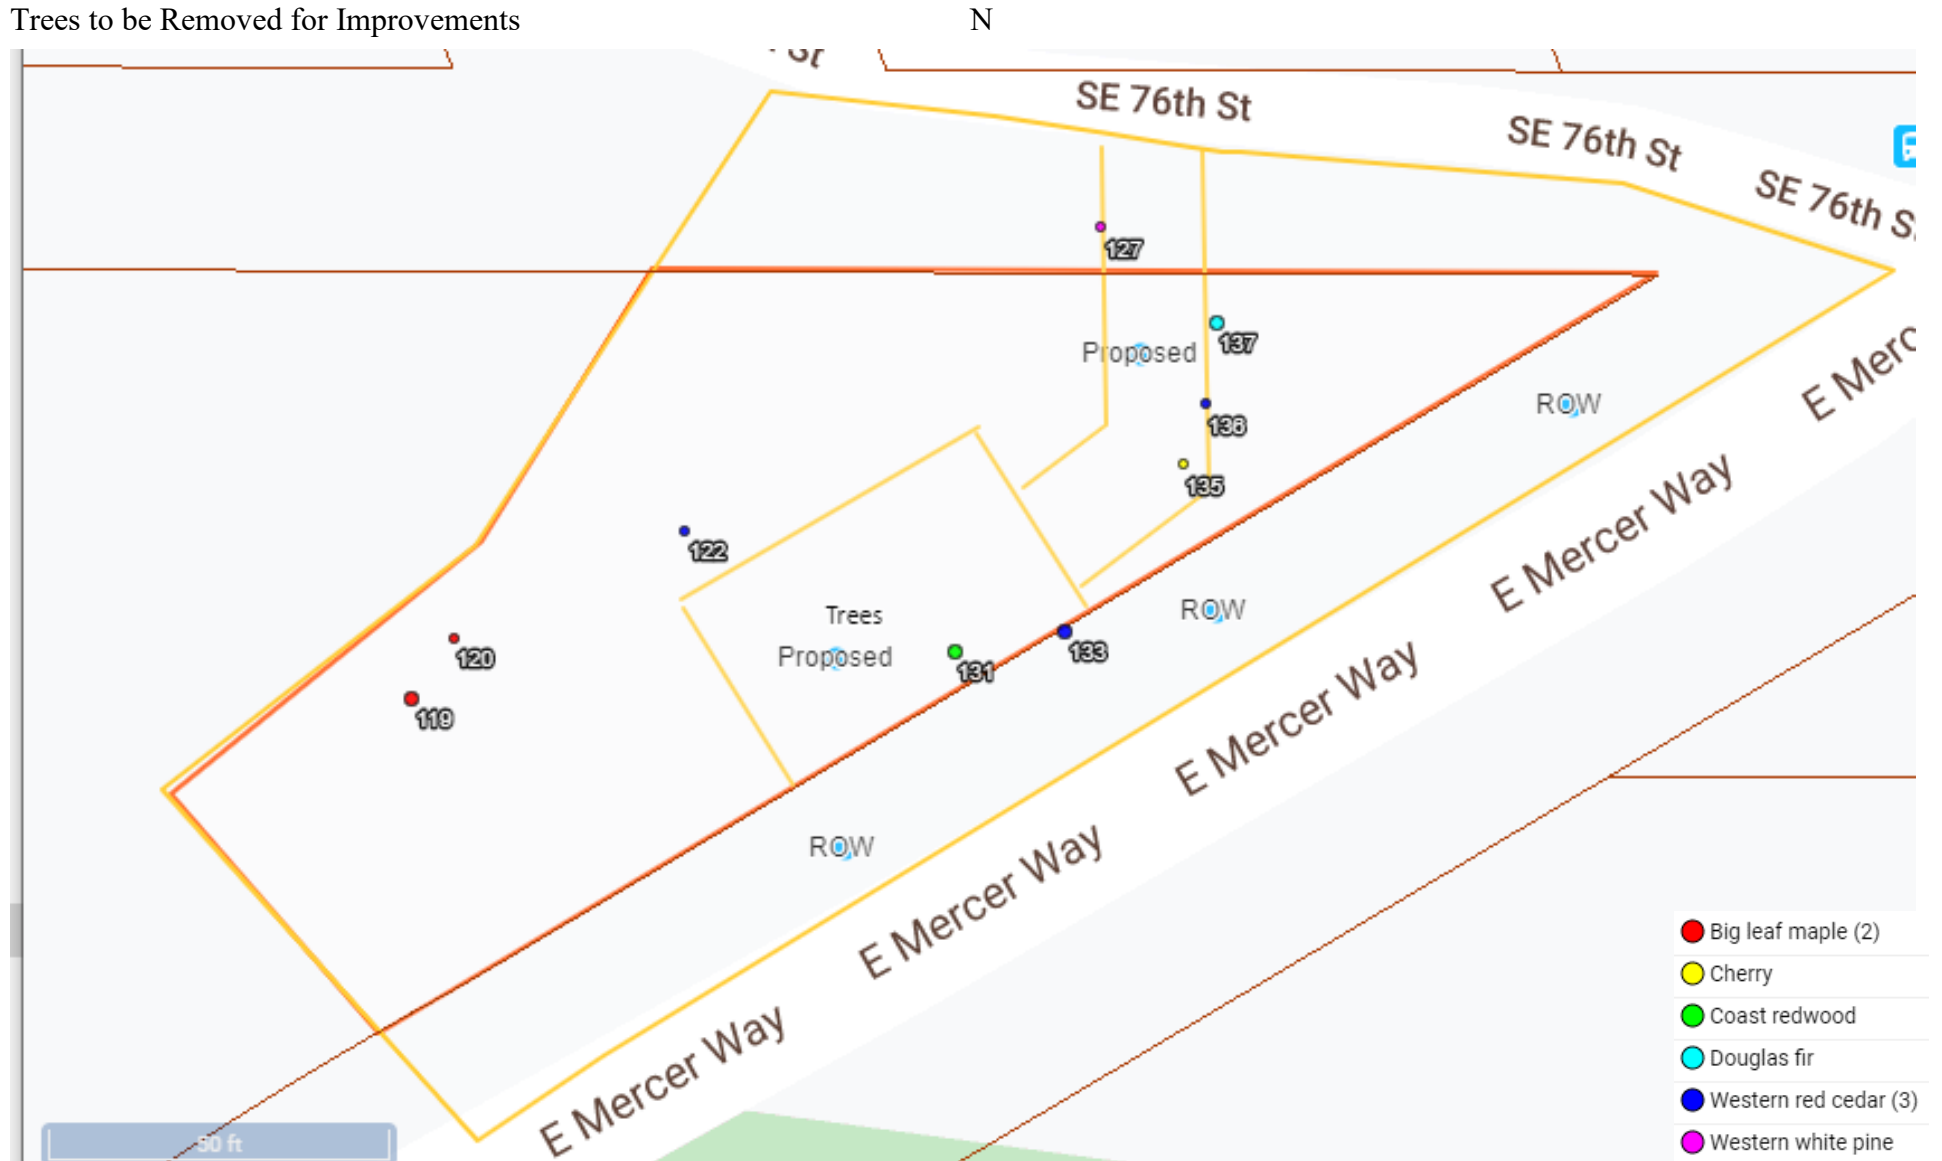 Trees to be Removed for Improvements
N
St
SE 76th St
SE 76th St
SE 76th S
127
137
Proposed
ROW
E Merc
136
135
E Mercer Way
122
Trees
ROW
120
Proposed
131
133
E Mercer Way
119
ROW
E Mercer Way
E Mercer Way
Big leaf maple (2)
Cherry
Coast redwood
Douglas fir
Western red cedar (3)
Western white pine
50 ft